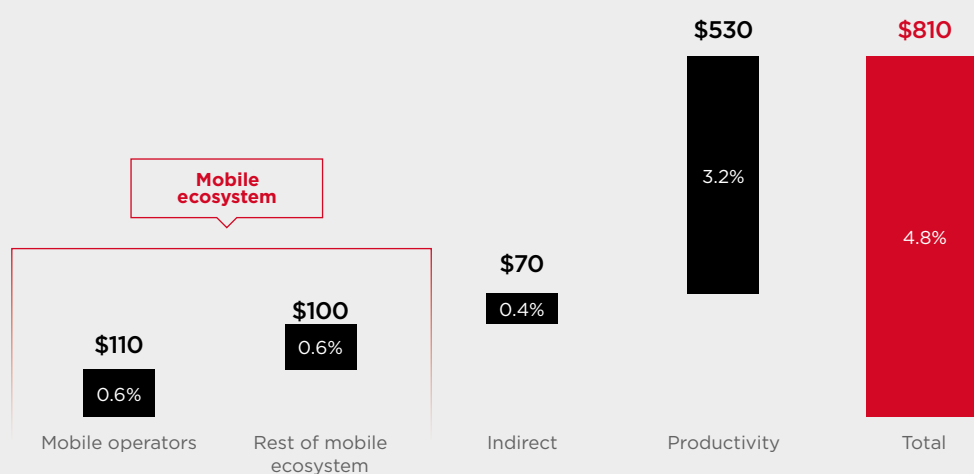 $530
$810
3.2%
Mobile
ecosystem
4.8%
$70
0.4%
$100
0.6%
$110
0.6%
Mobile operators
Rest of mobile
ecosystem
Indirect
Productivity
Total